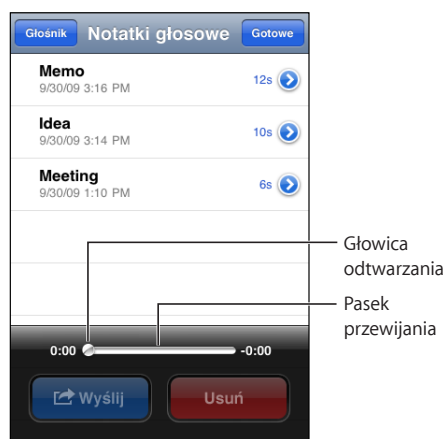 Głośnik Notatki głosowe Gotowe
Memo
9/30/09 3:16 PM
12s
Idea
9/30/09 3:14 PM
10s
Meeting
9/30/09 1:10 PM
6s
Głowica
odtwarzania
Pasek
przewijania
0:00 -0:00
Wyślij Usuń